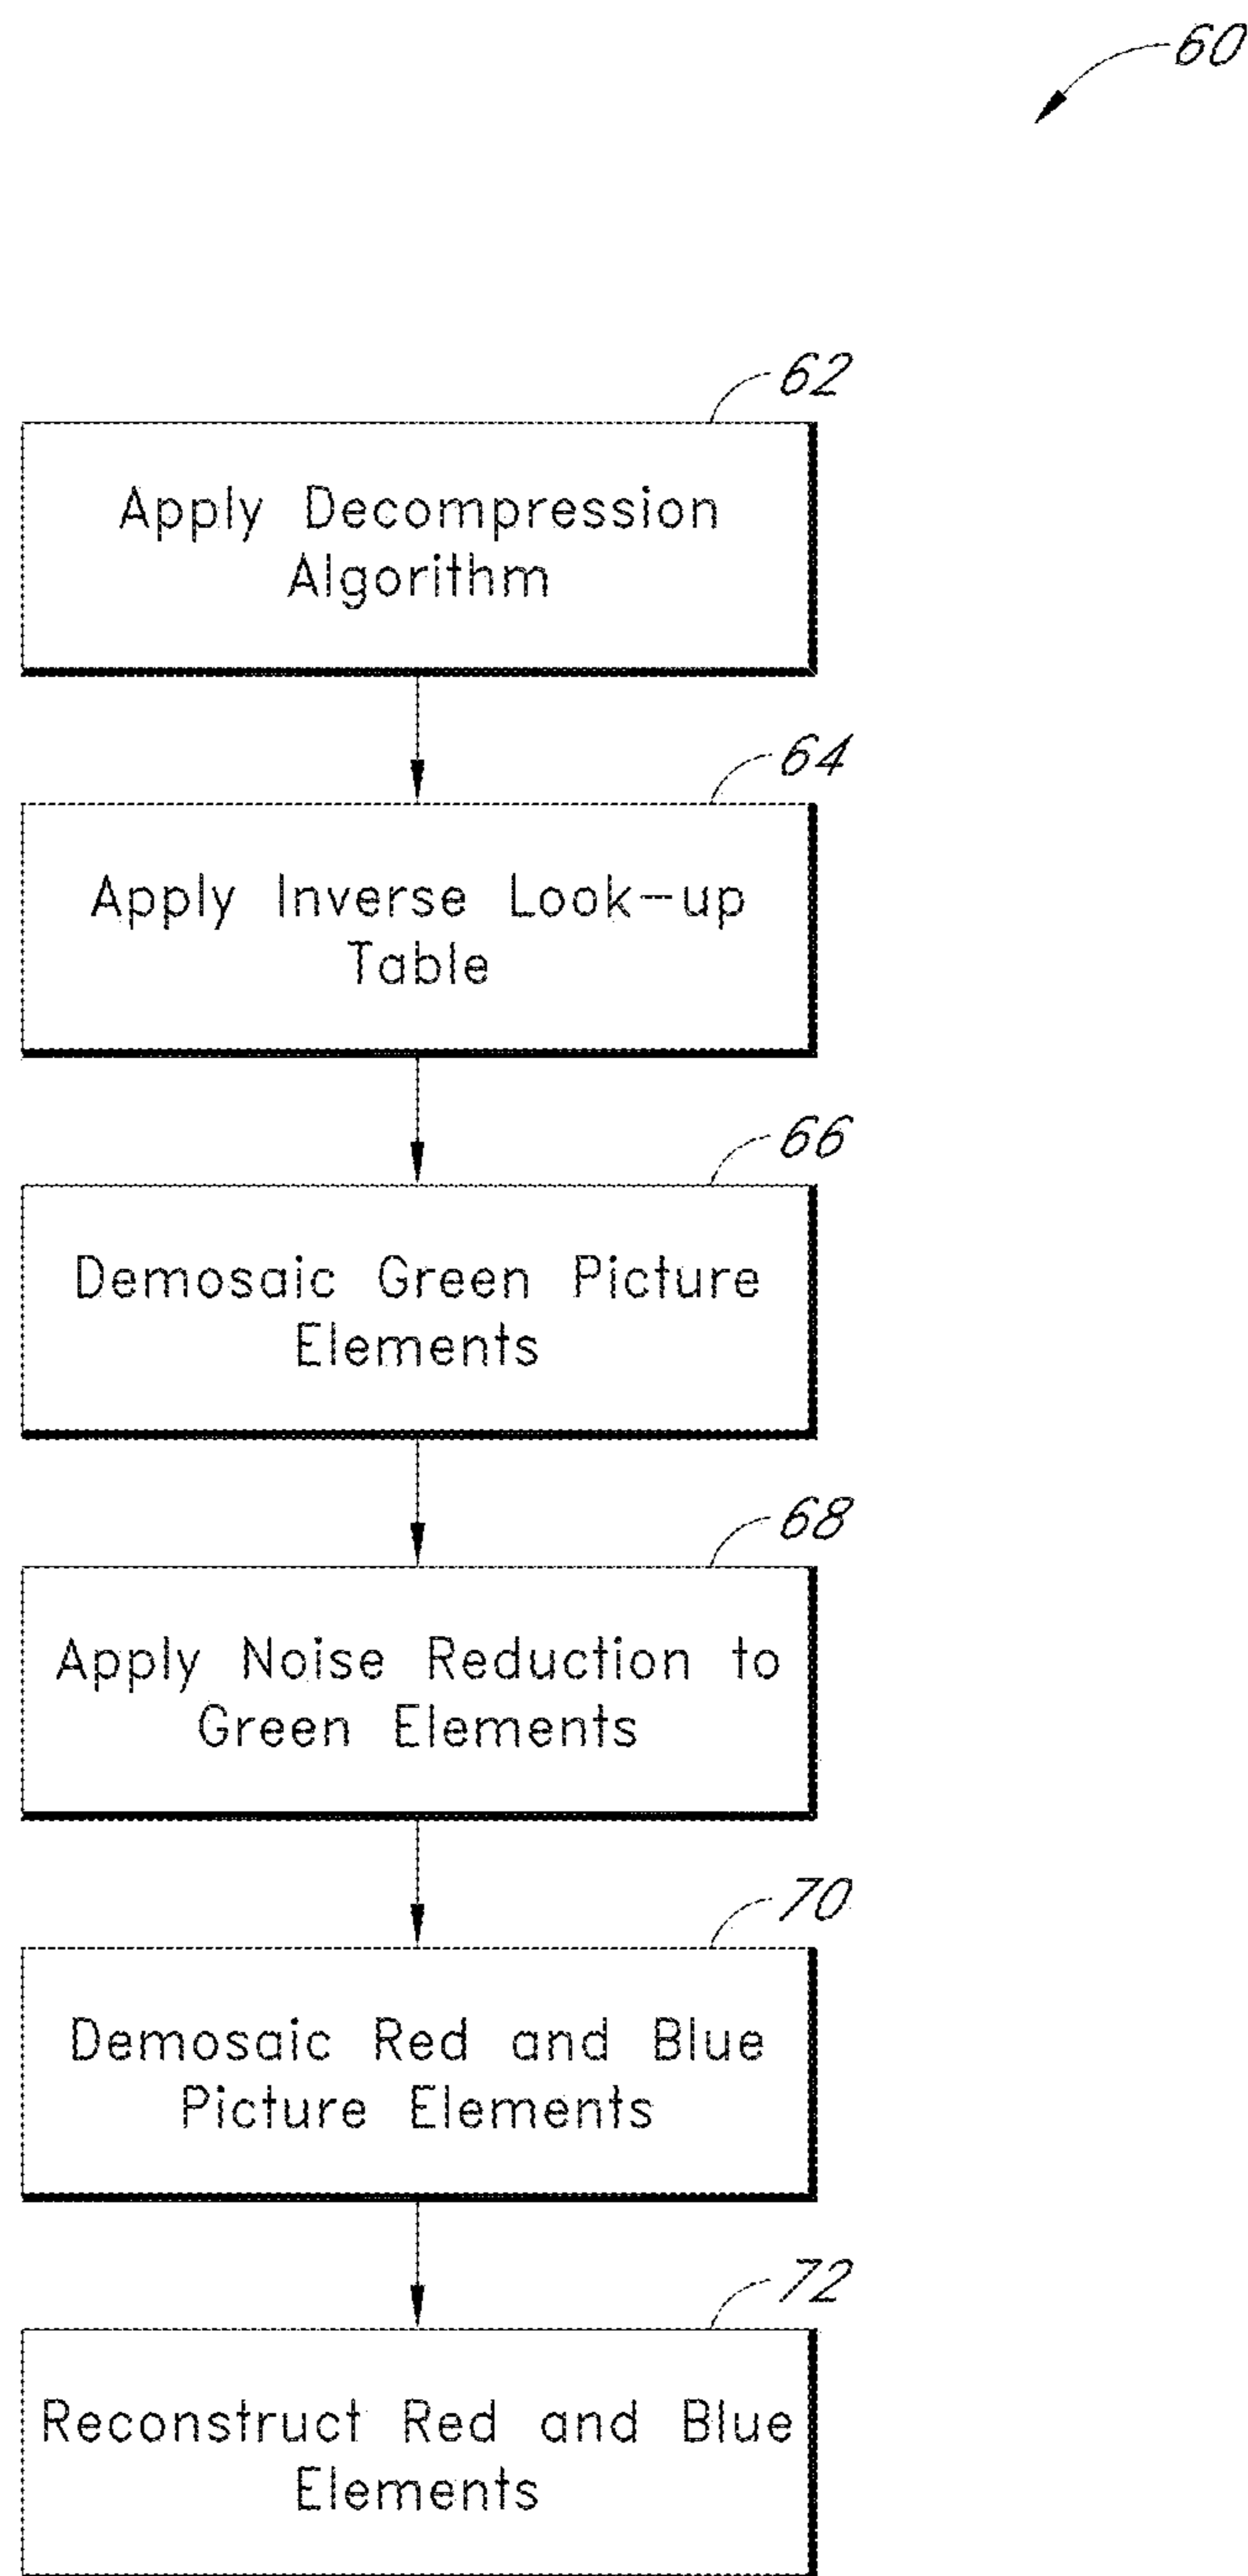 60
62
Apply Decompression
Algorithm
64
Apply Inverse Look-up
Table
66
Demosaic Green Picture
Elements
68
Apply Noise Reduction to
Green Elements
70
Demosaic Red and Blue
Picture Elements
72
Reconstruct Red and Blue
Elements